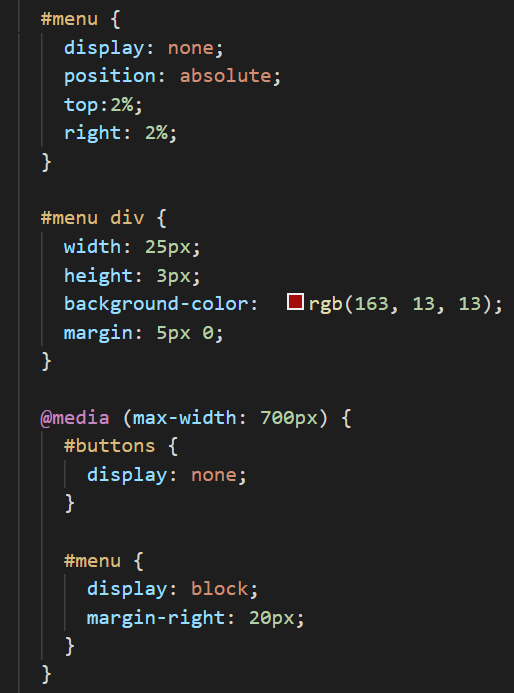 #menu {
  display: none;
  position: absolute;
  top:2%;
  right: 2%;
}

#menu div {
  width: 25px;
  height: 3px;
  background-color: rgb(163, 13, 13);
  margin: 5px 0;
}

@media (max-width: 700px) {
  #buttons {
    display: none;
  }

  #menu {
    display: block;
    margin-right: 20px;
  }
}